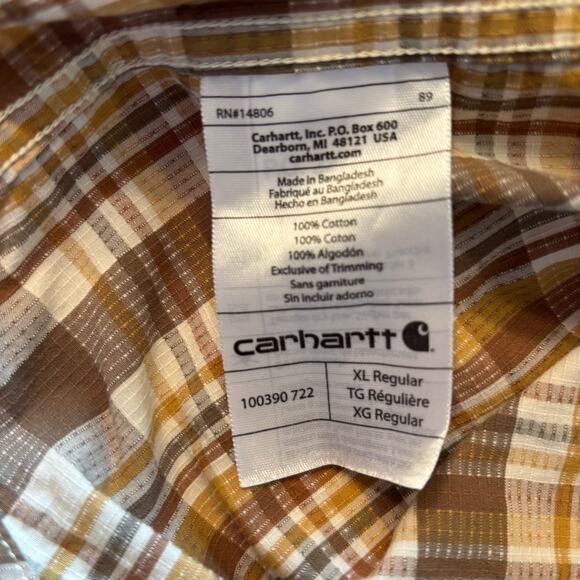 RN#14806 89
Carhartt, Inc. P.O. Box 600
Dearborn, MI 48121 USA
carhartt.com
Made in Bangladesh
Fabriqué au Bangladesh
Hecho en Bangladesh
100% Cotton
100% Coton
100% Algodón
Exclusive of Trimming
Sans garniture
Sin incluir adorno
carhartt
100390 722
XL Regular
TG Régulière
XG Regular